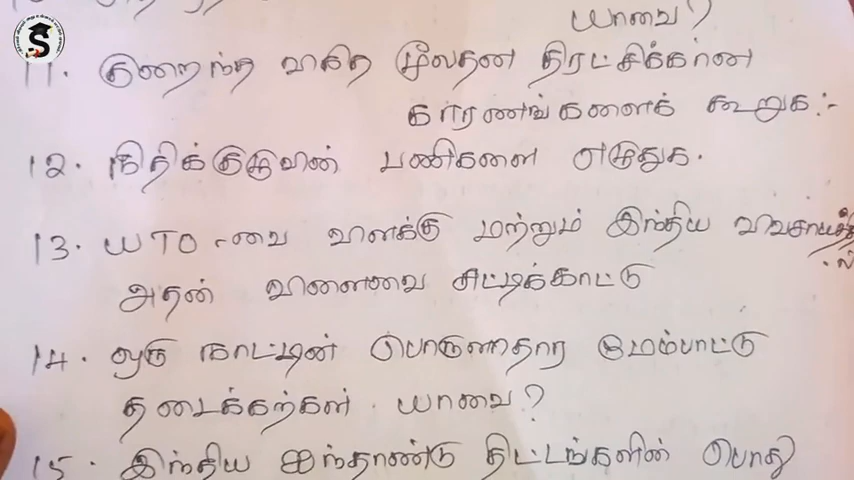 யாவை?
11. குறைந்த வாகித மூலதன திரட்சிக்கான
காரணங்களைக் கூறுக:-
12. நிதிக்குழுவின் பணிகளை எழுதுக.
13. WTO-வை விளக்கு மற்றும் இந்திய விவசாயத்தில்
அதன் விளைவை சுட்டிக்காட்டு
14. ஒரு நாட்டின் பொருளாதார மேம்பாட்டு
தடைக்கற்கள். யாவை?
15. இந்திய ஐந்தாண்டு திட்டங்களின் பொது